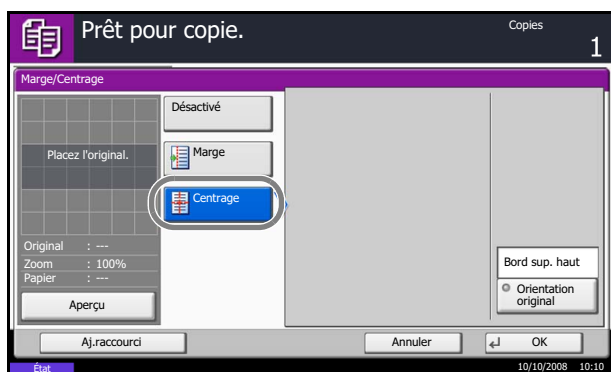 Prêt pour copie.
Copies
1
Marge/Centrage
Placez l'original.
Original : ---
Zoom : 100%
Papier : ---
Aperçu
Désactivé
Marge
Centrage
Bord sup. haut
Orientation
original
Aj.raccourci
Annuler
OK
État
10/10/2008 10:10